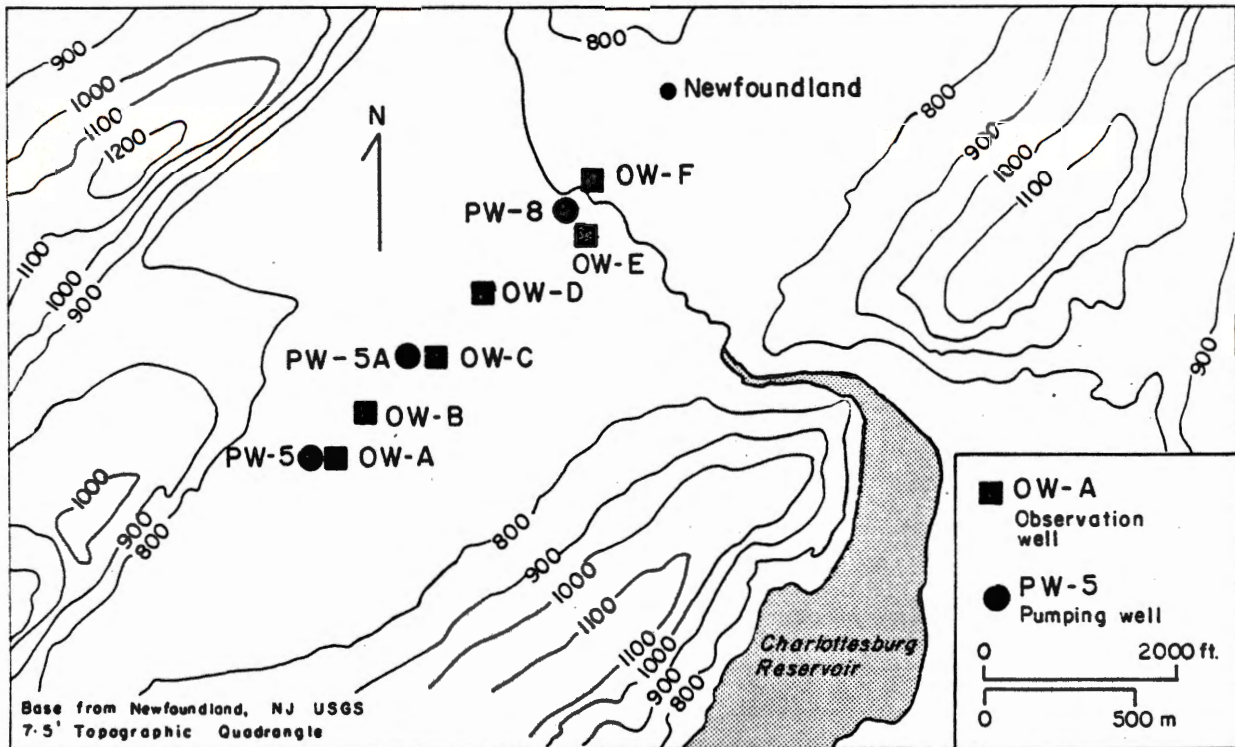 800
900
1000
1100
1200
N
Newfoundland
800
900
1000
1100
OW-F
PW-8
OW-E
OW-D
1100
1000
900
PW-5A
OW-C
OW-B
PW-5
OW-A
900
1000
900
800
800
900
1000
1100
1100
1000
900
800
Charlottesburg
Reservoir
OW-A
Observation
well
PW-5
Pumping well
0 2000 ft.
0 500 m
Base from Newfoundland, NJ USGS
7·5' Topographic Quadrangle